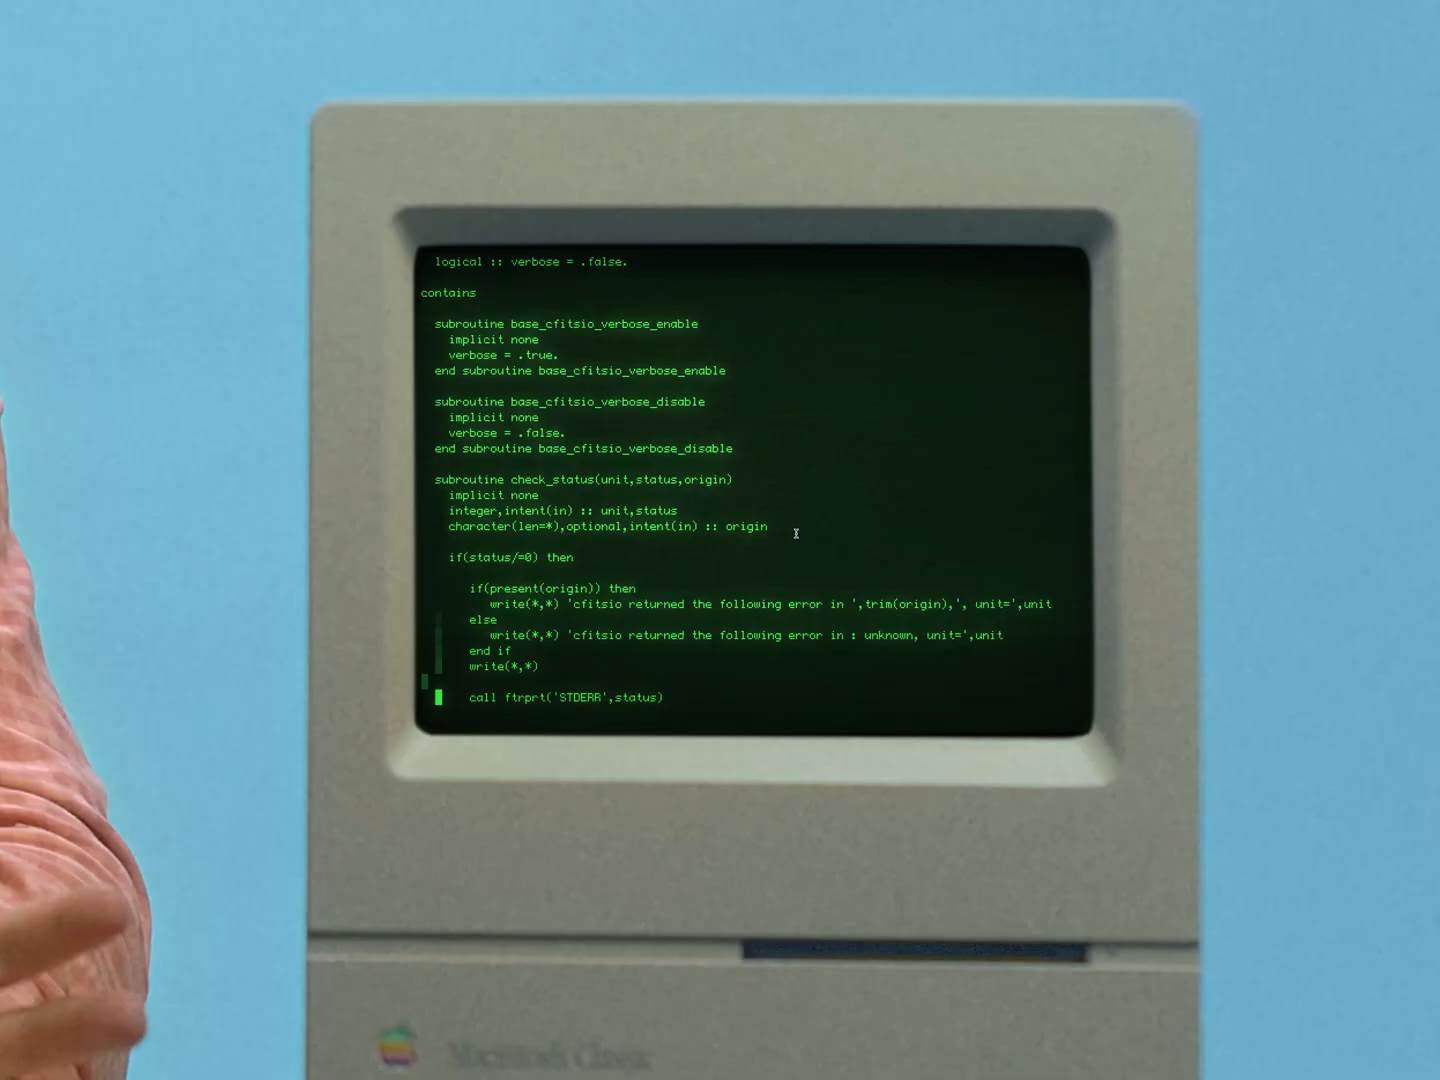 logical :: verbose = .false.
contains
subroutine base_cfitsio_verbose_enable
implicit none
verbose = .true.
end subroutine base_cfitsio_verbose_enable
subroutine base_cfitsio_verbose_disable
implicit none
verbose = .false.
end subroutine base_cfitsio_verbose_disable
subroutine check_status(unit,status,origin)
implicit none
integer,intent(in) :: unit,status
character(len=*),optional,intent(in) :: origin
if(status/=0) then
if(present(origin)) then
write(*,*) 'cfitsio returned the following error in ',trim(origin),', unit=',unit
else
write(*,*) 'cfitsio returned the following error in : unknown, unit=',unit
end if
write(*,*)
call ftrprt('STDERR',status)
Macintosh Classic